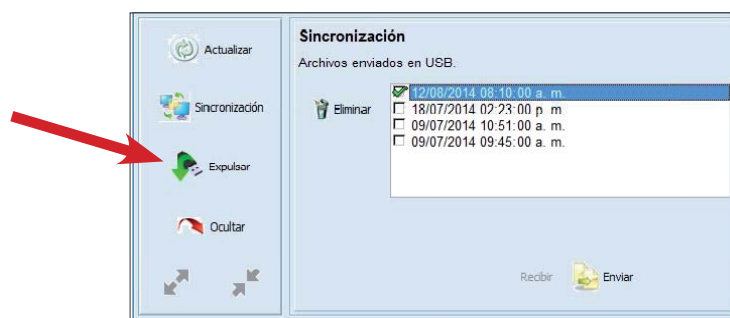 Actualizar
Sincronización
Expulsar
Ocultar
Sincronización
Archivos enviados en USB.
Eliminar
12/08/2014 08:10:00 a. m.
18/07/2014 02:23:00 p. m.
09/07/2014 10:51:00 a. m.
09/07/2014 09:45:00 a. m.
Recibir
Enviar